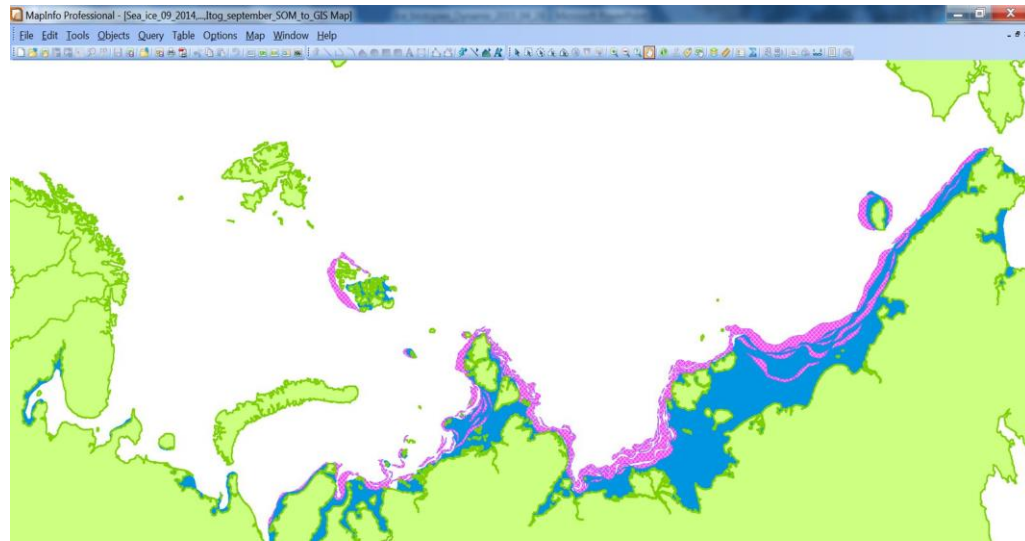 MapInfo Professional - [Sea_ice_09_2014,...,Itog_september_SOM_to_GIS Map]
File Edit Tools Objects Query Table Options Map Window Help